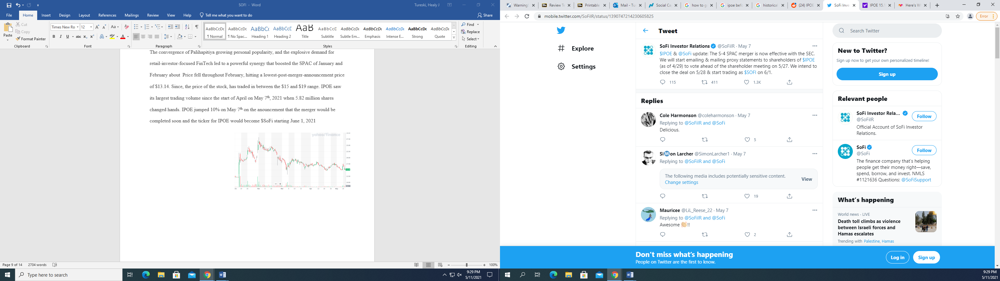 SOFI - Word
Tureski, Healy J
File Home Insert Design Layout References Mailings Review View Help Tell me what you want to do
Share
Paste
Cut
Copy
Format Painter
Clipboard
Times New Ro 12
Font
Paragraph
AaBbCcDc AaBbCcDc AaBbCc AaBbCcD AaB AaBbCcD AaBbCcDc AaBbCcDc AaBbCcDc AaBbCcDc AaBbCcDc
¶ Normal ¶ No Spac... Heading 1 Heading 2 Title Subtitle Subtle Em... Emphasis Intense E... Strong Quote
Styles
Find
Replace
Select
Editing
The convergence of Palihapitiya growing personal popularity, and the explosive demand for
retail-investor-focused FinTech led to a powerful synergy that boosted the SPAC of January and
February about Price fell throughout February, hitting a lowest-post-merger-announcement price
of $13.14. Since, the price of the stock, has traded in between the $15 and $19 range. IPOE saw
its largest trading volume since the start of April on May 7th, 2021 when 5.82 million shares
changed hands. IPOE jumped 10% on May 7th on the anouncement that the merger would be
completed soon and the ticker for IPOE would become $SoFi starting June 1, 2021
yahoo/finance
Page 9 of 14 2704 words
100%
Type here to search
9:29 PM
5/11/2021
Warning! Review Te Printable Mail - Tur Social Ca how to g ipoe befo historical (24) IPOE SoFi Inves IPOE 15.1 Here's W
mobile.twitter.com/SoFiIR/status/1390747214230605825
Error
Explore
Settings
Tweet
SoFi Investor Relations @SoFiIR · May 7
$IPOE & @SoFi update: The S-4 SPAC merger is now effective with the SEC.
We will start emailing & mailing proxy statements to shareholders of $IPOE
(as of 4/29) to vote ahead of the shareholder meeting on 5/27. We intend to
close the deal on 5/28 & start trading as $SOFI on 6/1.
115 411 1.3K
Replies
Cole Harmonson @coleharmonson · May 7
Replying to @SoFiIR and @SoFi
Delicious.
5
SiⓂon Larcher @SimonLarcher1 · May 7
Replying to @SoFiIR and @SoFi
The following media includes potentially sensitive content.
Change settings
View
19
Mauricee @LiL_Reese_22 · May 7
Replying to @SoFiIR and @SoFi
Awesome 👏🏼!!
2
Search Twitter
New to Twitter?
Sign up now to get your own personalized timeline!
Sign up
Relevant people
SoFi Investor Rela...
@SoFiIR
Follow
Official Account of SoFi Investor
Relations.
SoFi
@SoFi
Follow
The finance company that's helping
people get their money right—save,
spend, borrow, and invest. NMLS
#1121636 Questions: @SoFiSupport
What's happening
World news · LIVE
Death toll climbs as violence
between Israeli forces and
Hamas escalates
Trending with Palestine, Hamas
Don't miss what's happening
People on Twitter are the first to know.
Log in
Sign up
9:29 PM
5/11/2021